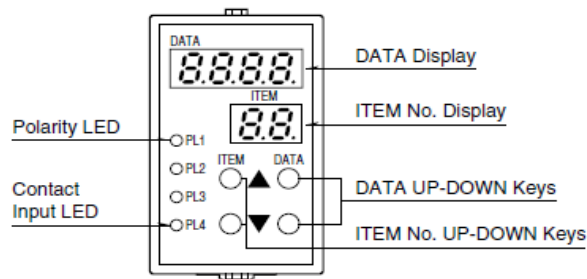 DATA
8.8.8.8.
DATA Display
ITEM
8.8.
ITEM No. Display
Polarity LED
PL1
PL2
ITEM
DATA
PL3
DATA UP-DOWN Keys
Contact
Input LED
PL4
ITEM No. UP-DOWN Keys